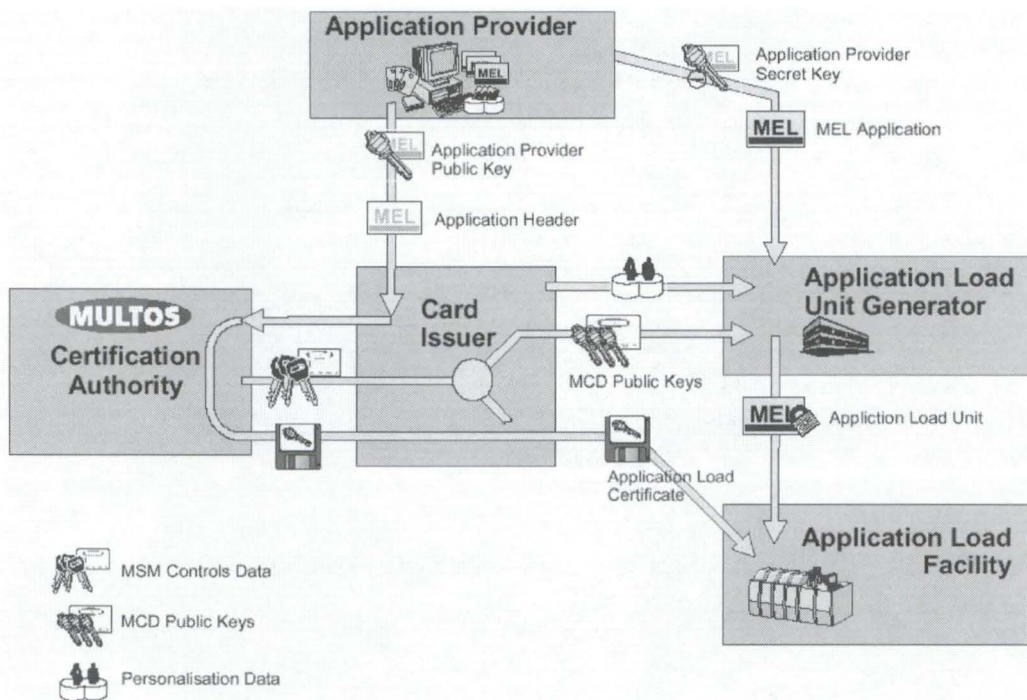 Application Provider
MEL
Application Provider
Secret Key
MEL
MEL Application
MEL
Application Provider
Public Key
MEL
Application Header
Application Load
Unit Generator
Card
Issuer
MULTOS
Certification
Authority
MCD Public Keys
MEL
Appliction Load Unit
Application Load
Certificate
Application Load
Facility
MSM Controls Data
MCD Public Keys
Personalisation Data
MEL